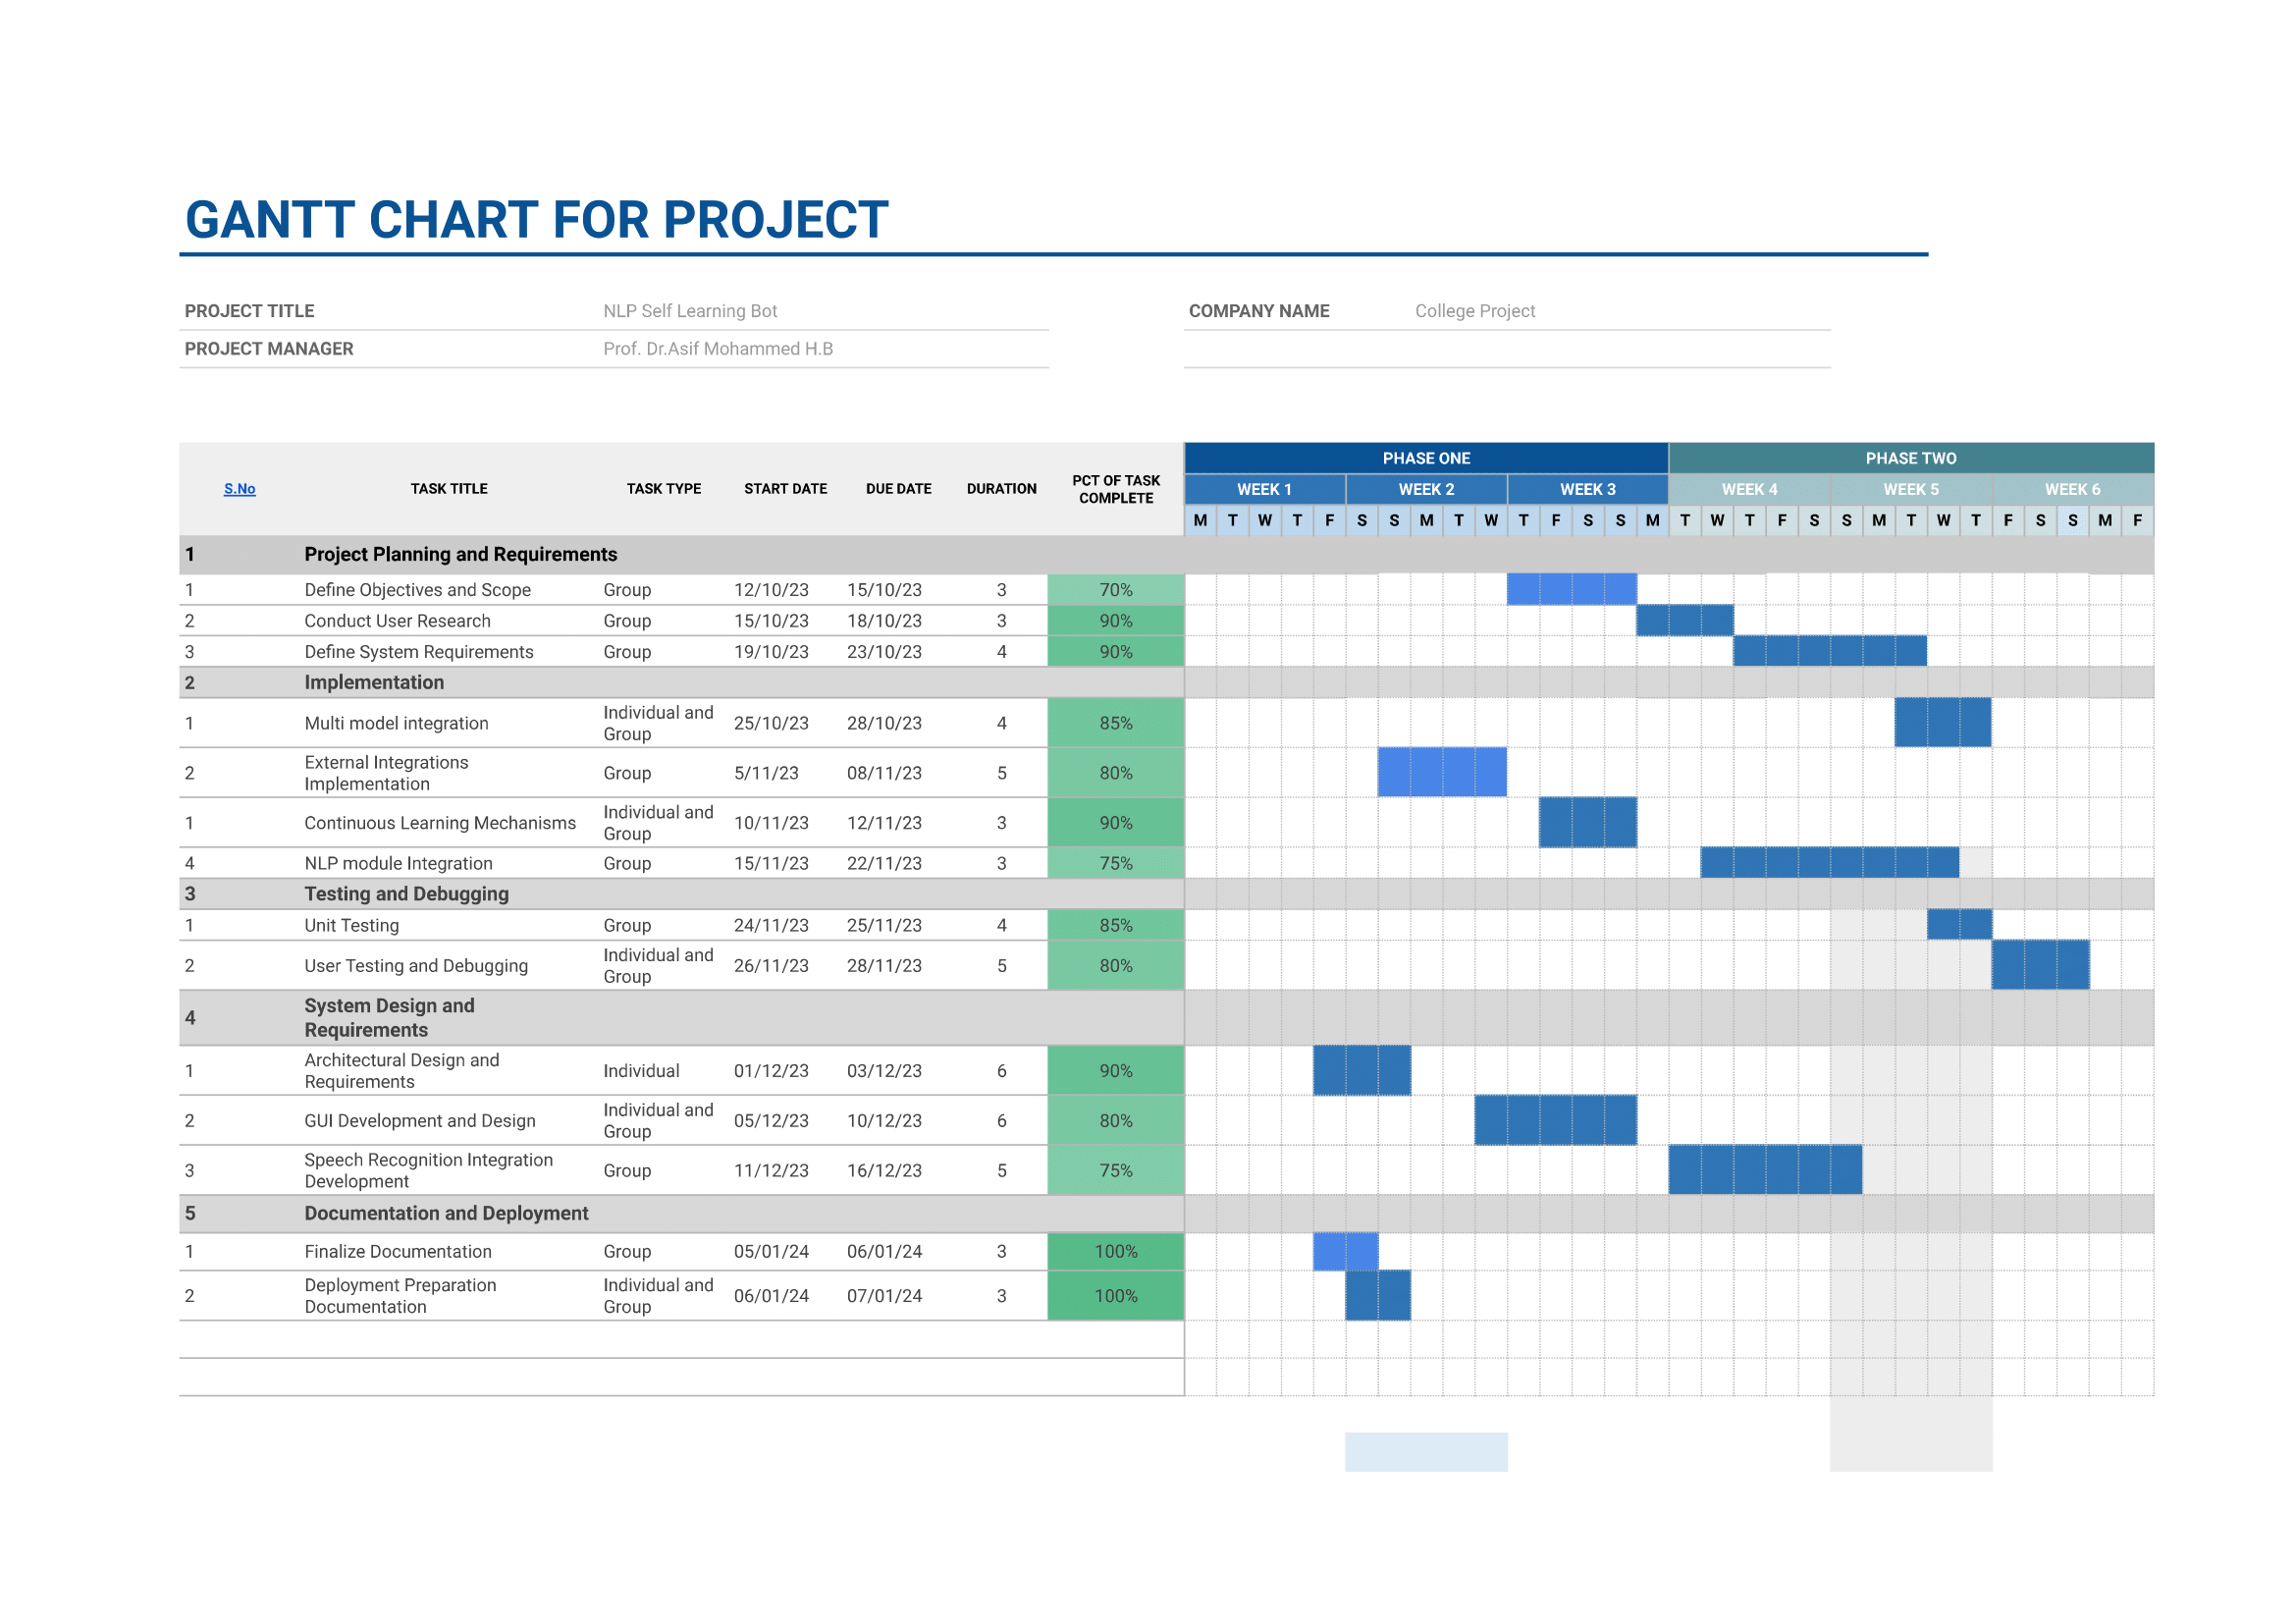 GANTT CHART FOR PROJECT
PROJECT TITLE NLP Self Learning Bot COMPANY NAME College Project
PROJECT MANAGER Prof. Dr.Asif Mohammed H.B
S.No TASK TITLE TASK TYPE START DATE DUE DATE DURATION PCT OF TASK COMPLETE
PHASE ONE PHASE TWO
WEEK 1 WEEK 2 WEEK 3 WEEK 4 WEEK 5 WEEK 6
M T W T F S S M T W T F S S M T W T F S S M T W T F S S M F
1 Project Planning and Requirements
1 Define Objectives and Scope Group 12/10/23 15/10/23 3 70%
2 Conduct User Research Group 15/10/23 18/10/23 3 90%
3 Define System Requirements Group 19/10/23 23/10/23 4 90%
2 Implementation
1 Multi model integration Individual and Group 25/10/23 28/10/23 4 85%
2 External Integrations Implementation Group 5/11/23 08/11/23 5 80%
1 Continuous Learning Mechanisms Individual and Group 10/11/23 12/11/23 3 90%
4 NLP module Integration Group 15/11/23 22/11/23 3 75%
3 Testing and Debugging
1 Unit Testing Group 24/11/23 25/11/23 4 85%
2 User Testing and Debugging Individual and Group 26/11/23 28/11/23 5 80%
4 System Design and Requirements
1 Architectural Design and Requirements Individual 01/12/23 03/12/23 6 90%
2 GUI Development and Design Individual and Group 05/12/23 10/12/23 6 80%
3 Speech Recognition Integration Development Group 11/12/23 16/12/23 5 75%
5 Documentation and Deployment
1 Finalize Documentation Group 05/01/24 06/01/24 3 100%
2 Deployment Preparation Documentation Individual and Group 06/01/24 07/01/24 3 100%